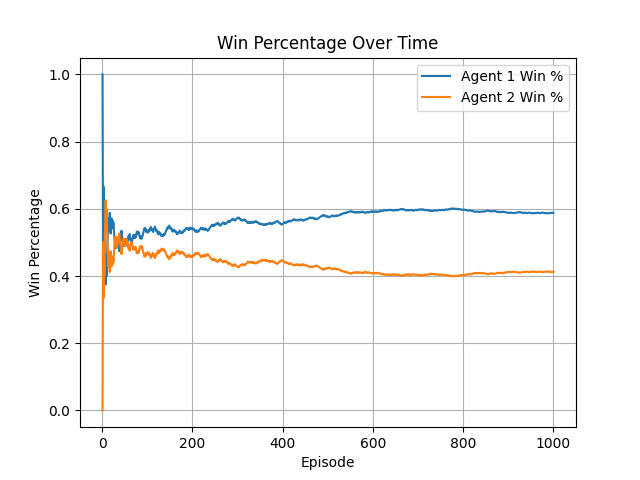 Win Percentage Over Time
Agent 1 Win %
Agent 2 Win %
Win Percentage
1.0
0.8
0.6
0.4
0.2
0.0
0 200 400 600 800 1000
Episode